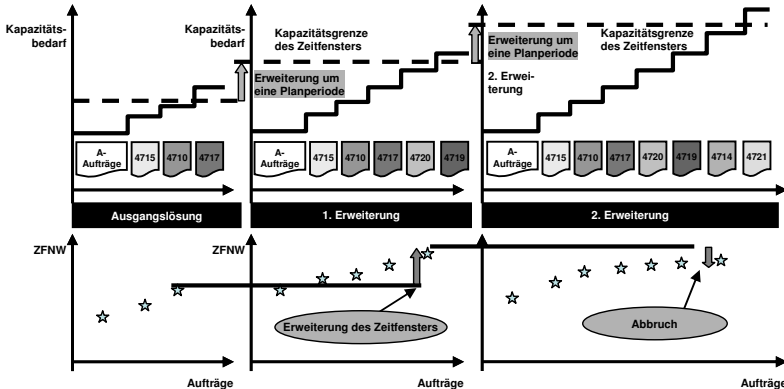 Kapazitäts-
bedarf
Kapazitäts-
bedarf
Kapazitätsgrenze
des Zeitfensters
Erweiterung um
eine Planperiode
Erweiterung um
eine Planperiode
2. Erwei-
terung
Kapazitätsgrenze
des Zeitfensters
A-
Aufträge
4715
4710
4717
A-
Aufträge
4715
4710
4717
4720
4719
A-
Aufträge
4715
4710
4717
4720
4719
4714
4721
Ausgangslösung
1. Erweiterung
2. Erweiterung
ZFNW
ZFNW
Erweiterung des Zeitfensters
Abbruch
Aufträge
Aufträge
Aufträge